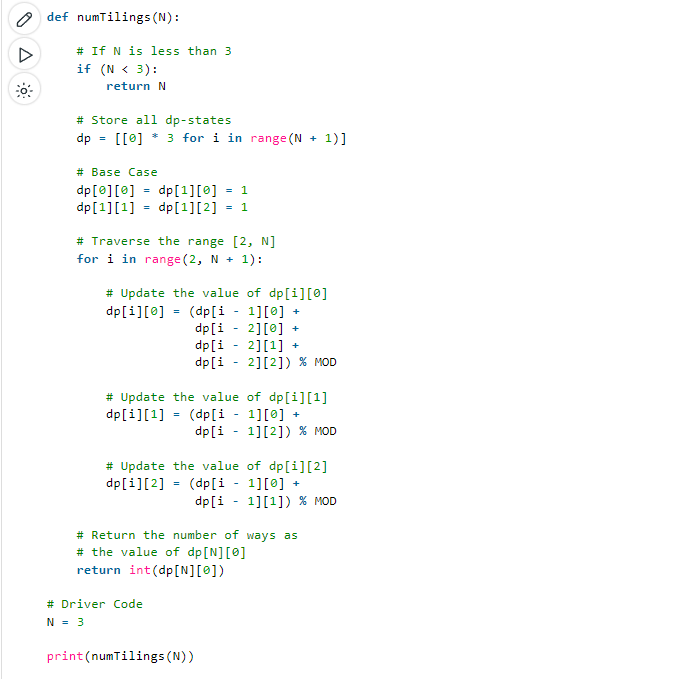 def numTilings(N):
# If N is less than 3
if (N < 3):
return N
# Store all dp-states
dp = [[0] * 3 for i in range(N + 1)]
# Base Case
dp[0][0] = dp[1][0] = 1
dp[1][1] = dp[1][2] = 1
# Traverse the range [2, N]
for i in range(2, N + 1):
# Update the value of dp[i][0]
dp[i][0] = (dp[i - 1][0] +
dp[i - 2][0] +
dp[i - 2][1] +
dp[i - 2][2]) % MOD
# Update the value of dp[i][1]
dp[i][1] = (dp[i - 1][0] +
dp[i - 1][2]) % MOD
# Update the value of dp[i][2]
dp[i][2] = (dp[i - 1][0] +
dp[i - 1][1]) % MOD
# Return the number of ways as
# the value of dp[N][0]
return int(dp[N][0])
# Driver Code
N = 3
print(numTilings(N))